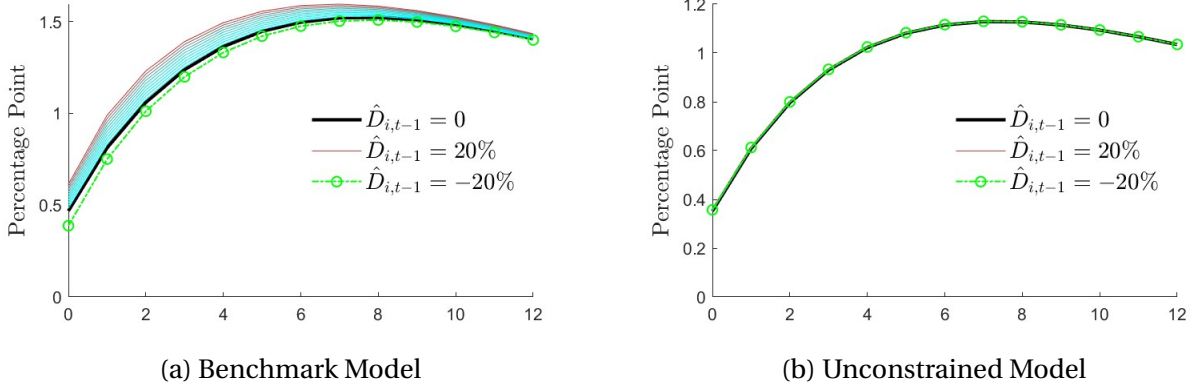 Percentage Point
1.5
1
0.5
0
0 2 4 6 8 10 12
D̂_{i,t−1} = 0
D̂_{i,t−1} = 20%
D̂_{i,t−1} = −20%
(a) Benchmark Model
Percentage Point
1.2
1
0.8
0.6
0.4
0.2
0
0 2 4 6 8 10 12
D̂_{i,t−1} = 0
D̂_{i,t−1} = 20%
D̂_{i,t−1} = −20%
(b) Unconstrained Model